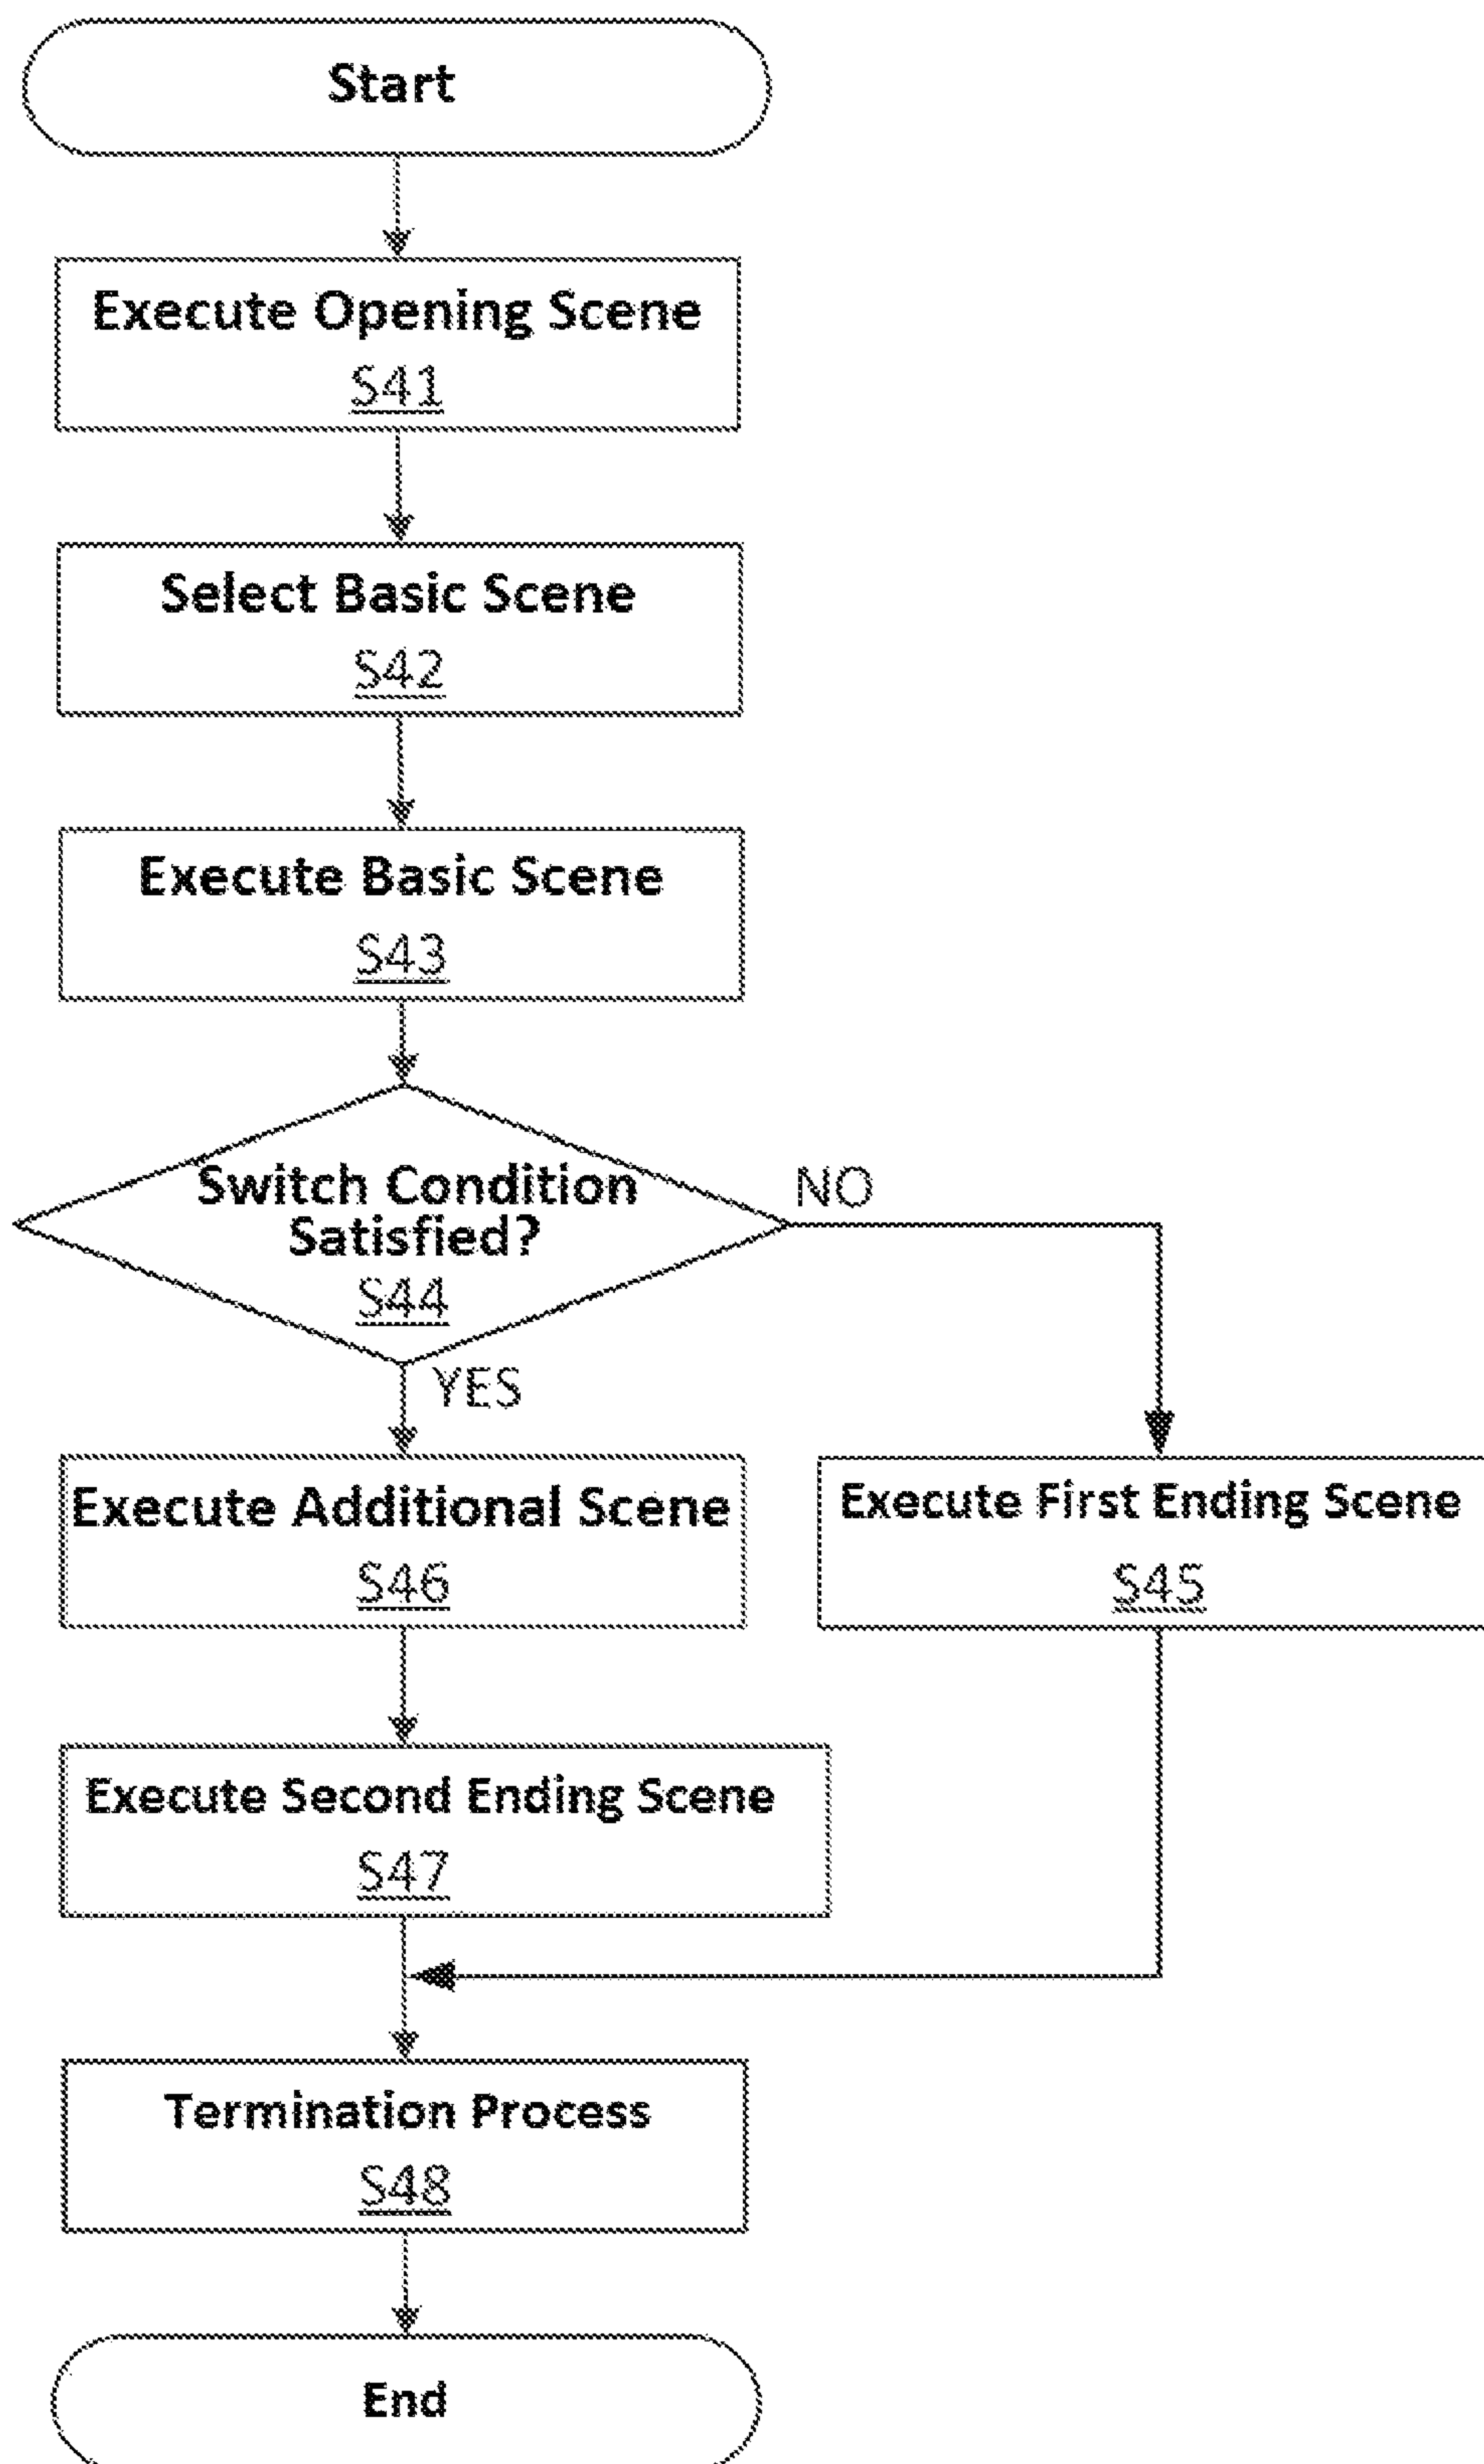 Start
Execute Opening Scene
S41
Select Basic Scene
S42
Execute Basic Scene
S43
Switch Condition
Satisfied?
S44
NO
YES
Execute Additional Scene
S46
Execute First Ending Scene
S45
Execute Second Ending Scene
S47
Termination Process
S48
End